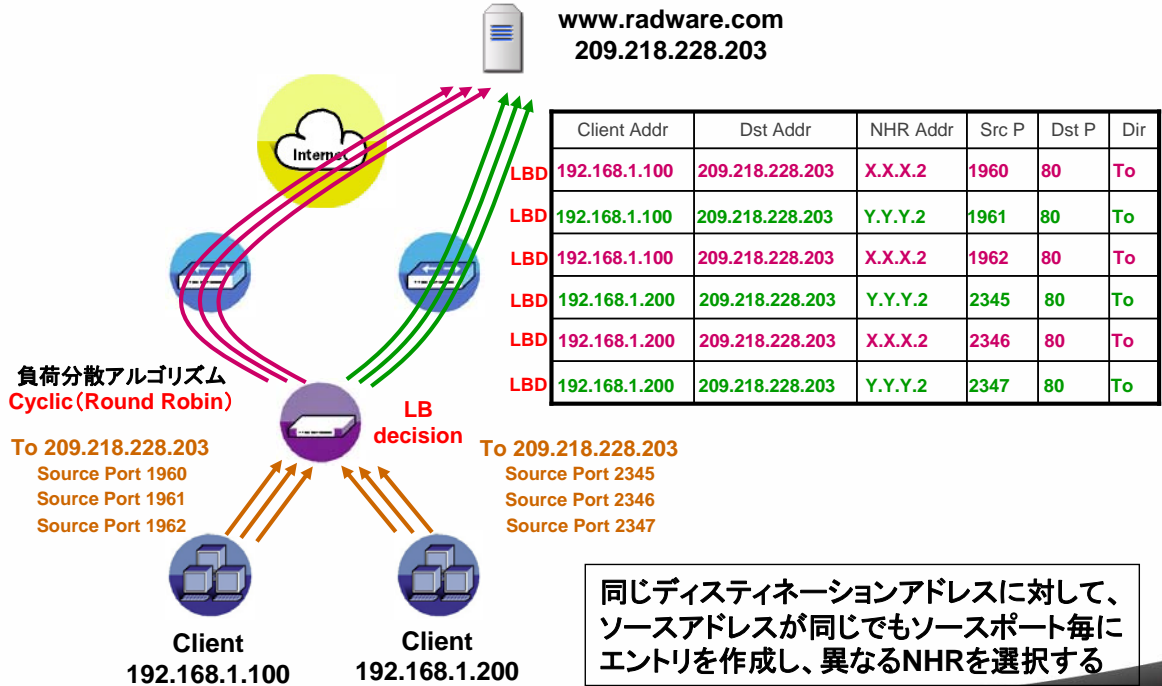 www.radware.com
209.218.228.203
Internet
Client Addr Dst Addr NHR Addr Src P Dst P Dir
LBD 192.168.1.100 209.218.228.203 X.X.X.2 1960 80 To
LBD 192.168.1.100 209.218.228.203 Y.Y.Y.2 1961 80 To
LBD 192.168.1.100 209.218.228.203 X.X.X.2 1962 80 To
LBD 192.168.1.200 209.218.228.203 Y.Y.Y.2 2345 80 To
LBD 192.168.1.200 209.218.228.203 X.X.X.2 2346 80 To
LBD 192.168.1.200 209.218.228.203 Y.Y.Y.2 2347 80 To
負荷分散アルゴリズム
Cyclic（Round Robin）
LB
decision
To 209.218.228.203
Source Port 1960
Source Port 1961
Source Port 1962
To 209.218.228.203
Source Port 2345
Source Port 2346
Source Port 2347
Client
192.168.1.100
Client
192.168.1.200
同じディスティネーションアドレスに対して、
ソースアドレスが同じでもソースポート毎に
エントリを作成し、異なるNHRを選択する